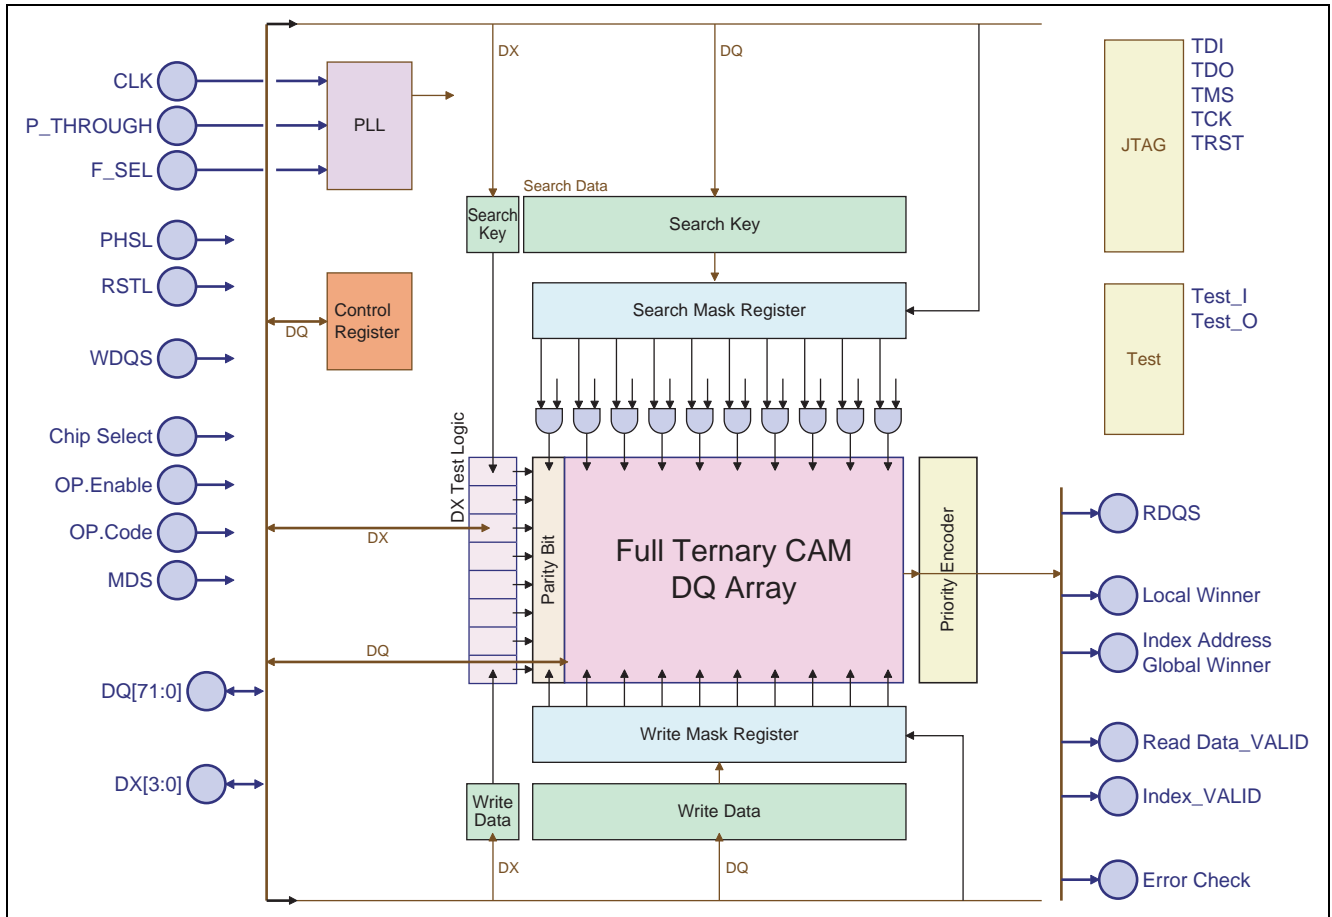 CLK
P_THROUGH
F_SEL
PHSL
RSTL
WDQS
Chip Select
OP.Enable
OP.Code
MDS
DQ[71:0]
DX[3:0]
PLL
Control
Register
DQ
DX
DQ
DX
DQ
Search Data
Search
Key
Search Key
Search Mask Register
DX Test Logic
Parity Bit
Full Ternary CAM
DQ Array
Priority Encoder
Write Mask Register
Write
Data
Write Data
DX
DQ
JTAG
TDI
TDO
TMS
TCK
TRST
Test
Test_I
Test_O
RDQS
Local Winner
Index Address
Global Winner
Read Data_VALID
Index_VALID
Error Check